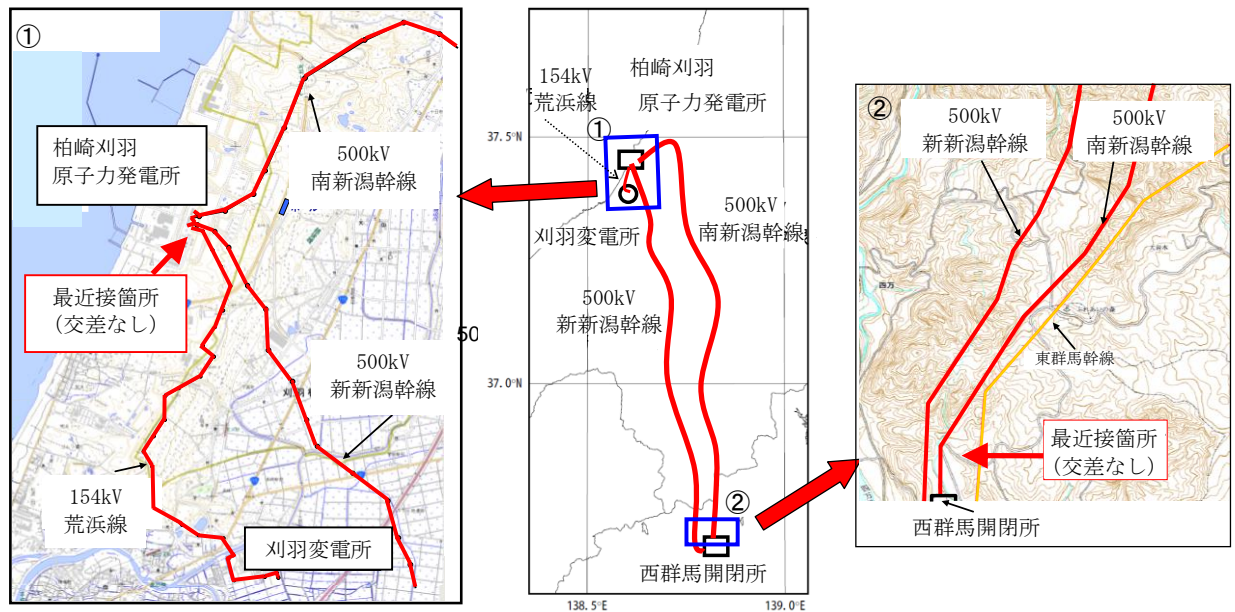 ①
柏崎刈羽
原子力発電所
500kV
南新潟幹線
最近接箇所
(交差なし)
500kV
新新潟幹線
刈羽
154kV
荒浜線
刈羽変電所
50
154kV
荒浜線
柏崎刈羽
原子力発電所
①
37.5°N
刈羽変電所
500kV
南新潟幹線
500kV
新新潟幹線
37.0°N
②
西群馬開閉所
138.5°E
139.0°E
②
500kV
新新潟幹線
500kV
南新潟幹線
四万
東群馬幹線
最近接箇所
(交差なし)
西群馬開閉所